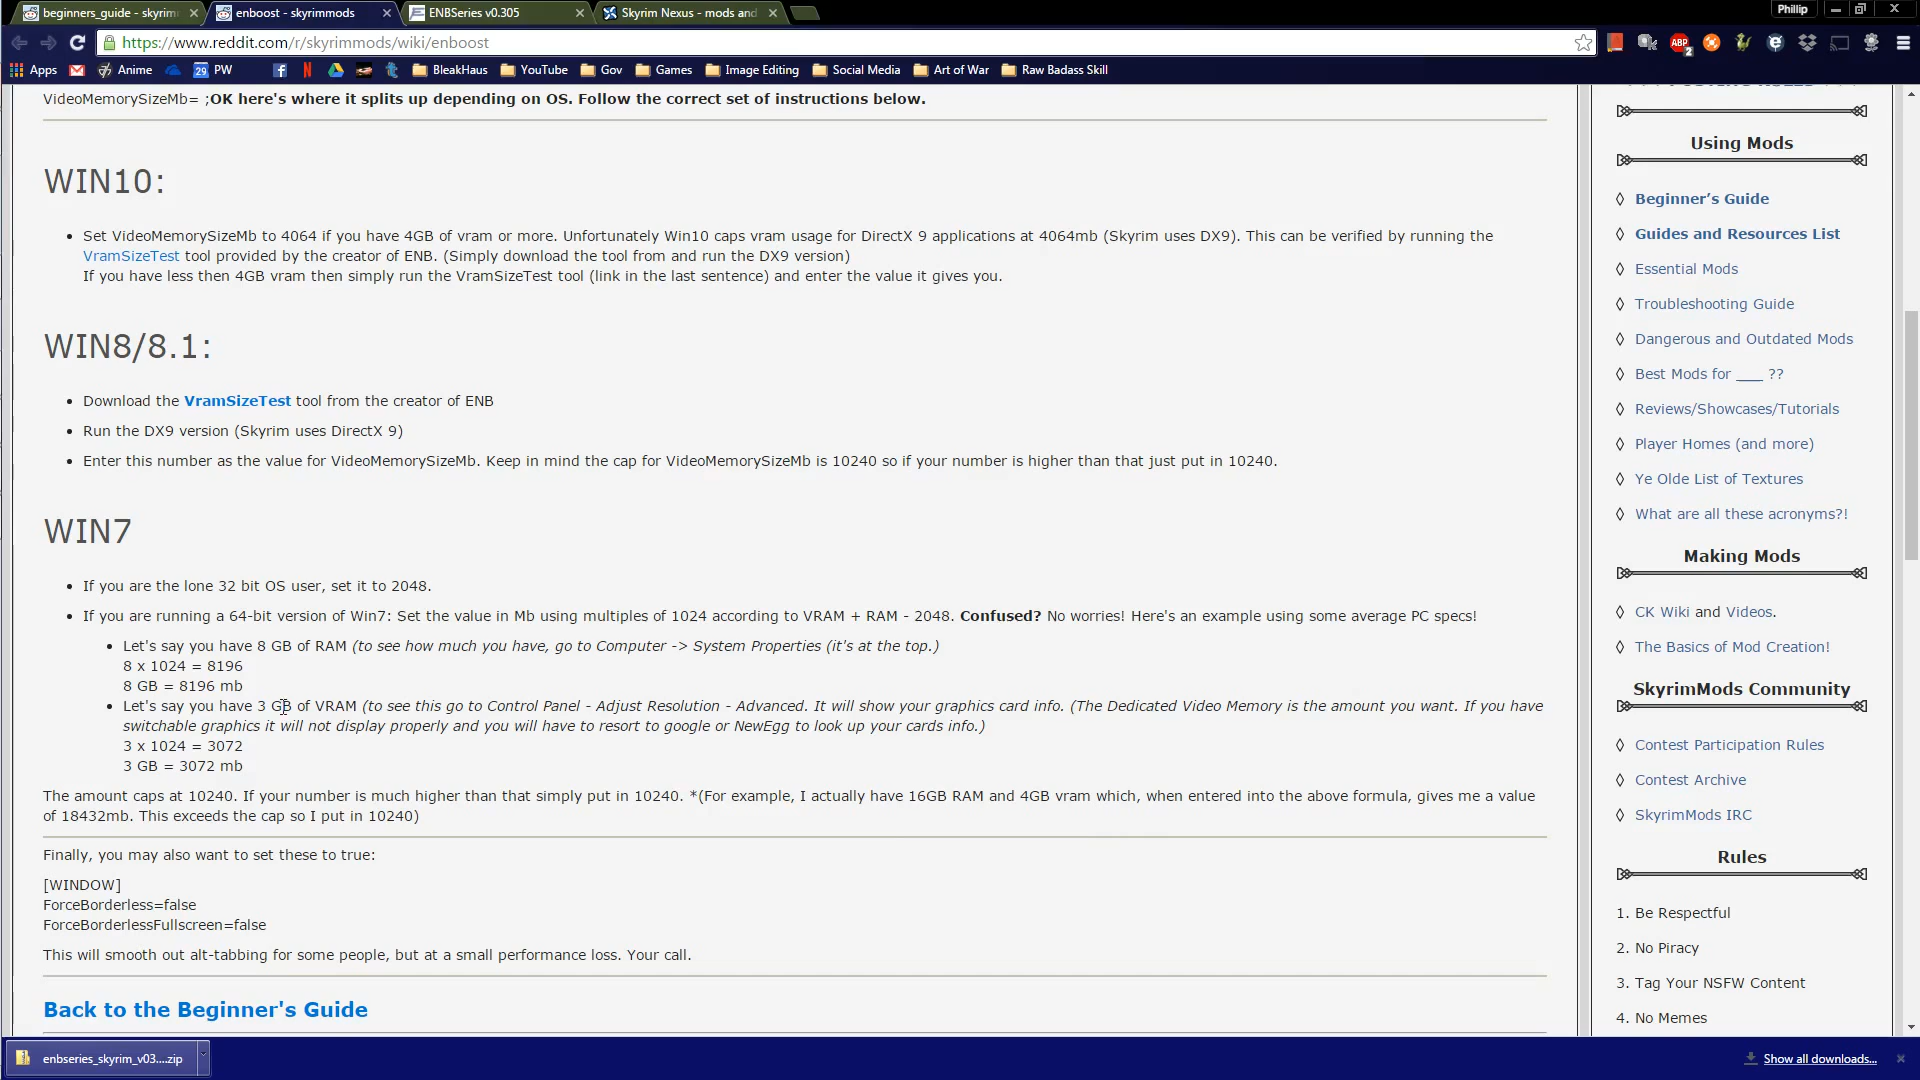 beginners_guide - skyrimm
enboost - skyrimmods
ENBSeries v0.305
Skyrim Nexus - mods and
Phillip
https://www.reddit.com/r/skyrimmods/wiki/enboost
ABP
2
Apps
Anime
29 PW
BleakHaus
YouTube
Gov
Games
Image Editing
Social Media
Art of War
Raw Badass Skill
VideoMemorySizeMb= ;OK here's where it splits up depending on OS. Follow the correct set of instructions below.
WIN10:
Set VideoMemorySizeMb to 4064 if you have 4GB of vram or more. Unfortunately Win10 caps vram usage for DirectX 9 applications at 4064mb (Skyrim uses DX9). This can be verified by running the
VramSizeTest tool provided by the creator of ENB. (Simply download the tool from and run the DX9 version)
If you have less then 4GB vram then simply run the VramSizeTest tool (link in the last sentence) and enter the value it gives you.
WIN8/8.1:
Download the VramSizeTest tool from the creator of ENB
Run the DX9 version (Skyrim uses DirectX 9)
Enter this number as the value for VideoMemorySizeMb. Keep in mind the cap for VideoMemorySizeMb is 10240 so if your number is higher than that just put in 10240.
WIN7
If you are the lone 32 bit OS user, set it to 2048.
If you are running a 64-bit version of Win7: Set the value in Mb using multiples of 1024 according to VRAM + RAM - 2048. Confused? No worries! Here's an example using some average PC specs!
Let's say you have 8 GB of RAM (to see how much you have, go to Computer -> System Properties (it's at the top.)
8 x 1024 = 8196
8 GB = 8196 mb
Let's say you have 3 GB of VRAM (to see this go to Control Panel - Adjust Resolution - Advanced. It will show your graphics card info. (The Dedicated Video Memory is the amount you want. If you have
switchable graphics it will not display properly and you will have to resort to google or NewEgg to look up your cards info.)
3 x 1024 = 3072
3 GB = 3072 mb
The amount caps at 10240. If your number is much higher than that simply put in 10240. *(For example, I actually have 16GB RAM and 4GB vram which, when entered into the above formula, gives me a value
of 18432mb. This exceeds the cap so I put in 10240)
Finally, you may also want to set these to true:
[WINDOW]
ForceBorderless=false
ForceBorderlessFullscreen=false
This will smooth out alt-tabbing for some people, but at a small performance loss. Your call.
Back to the Beginner's Guide
Using Mods
Beginner's Guide
Guides and Resources List
Essential Mods
Troubleshooting Guide
Dangerous and Outdated Mods
Best Mods for ___ ??
Reviews/Showcases/Tutorials
Player Homes (and more)
Ye Olde List of Textures
What are all these acronyms?!
Making Mods
CK Wiki and Videos.
The Basics of Mod Creation!
SkyrimMods Community
Contest Participation Rules
Contest Archive
SkyrimMods IRC
Rules
1. Be Respectful
2. No Piracy
3. Tag Your NSFW Content
4. No Memes
enbseries_skyrim_v03....zip
Show all downloads...